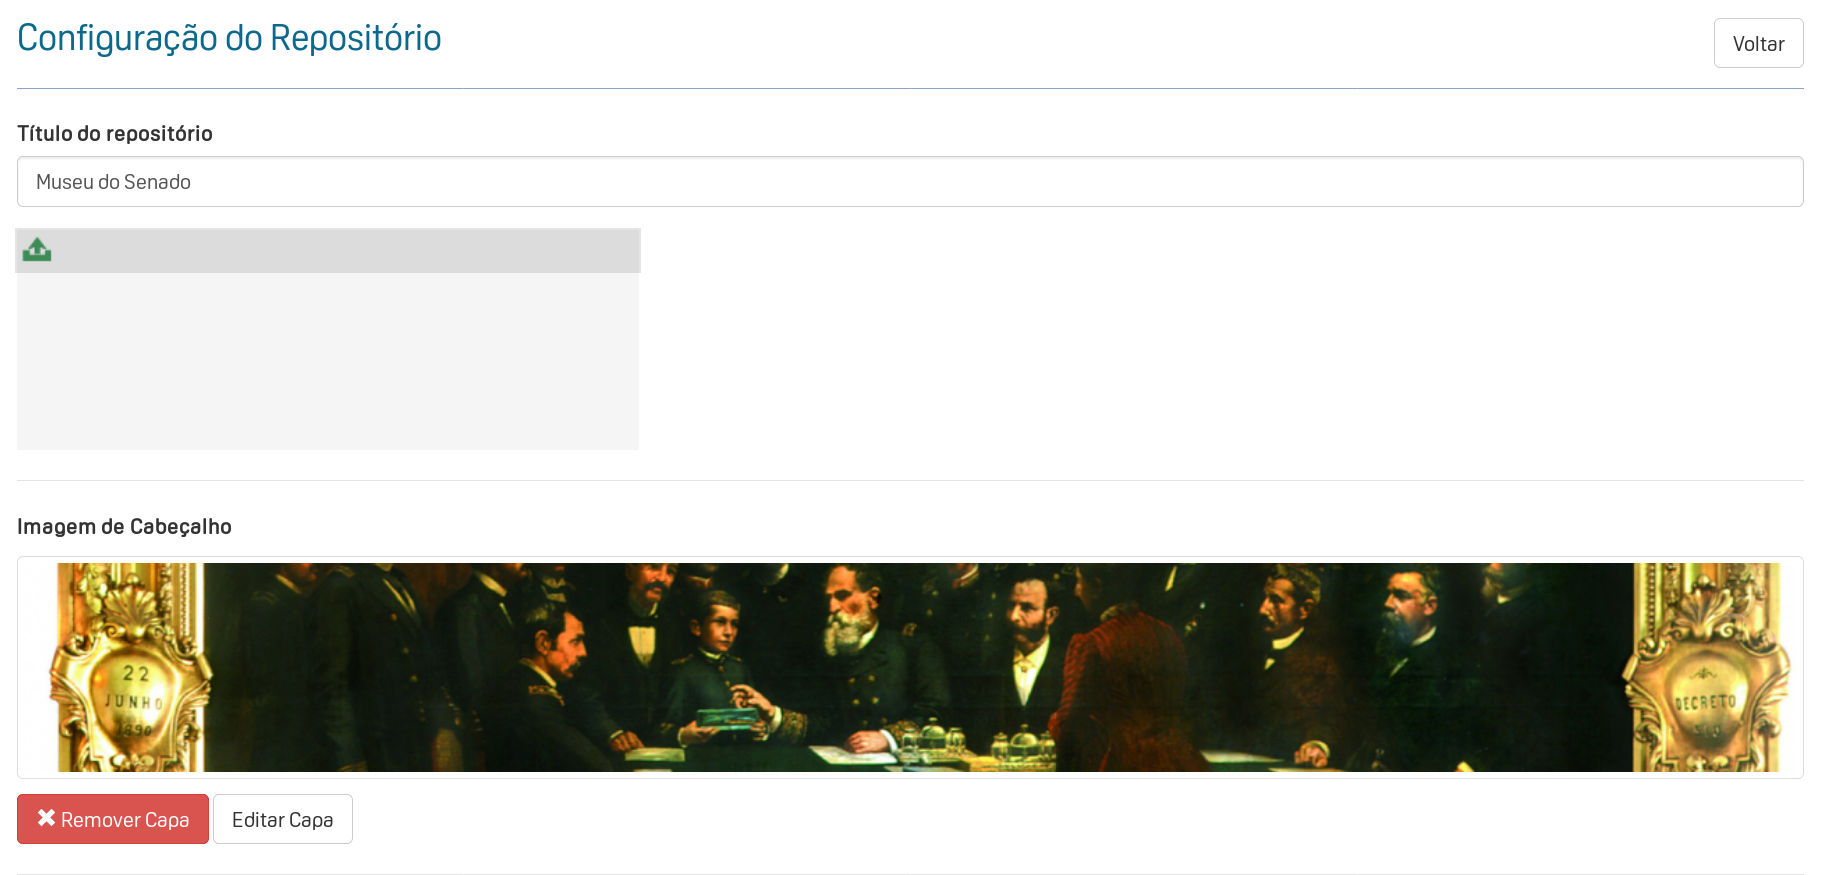 Configuração do Repositório
Voltar
Título do repositório
Museu do Senado
Imagem de Cabeçalho
22
JUNHO
1890
DECRETO
510
Remover Capa
Editar Capa